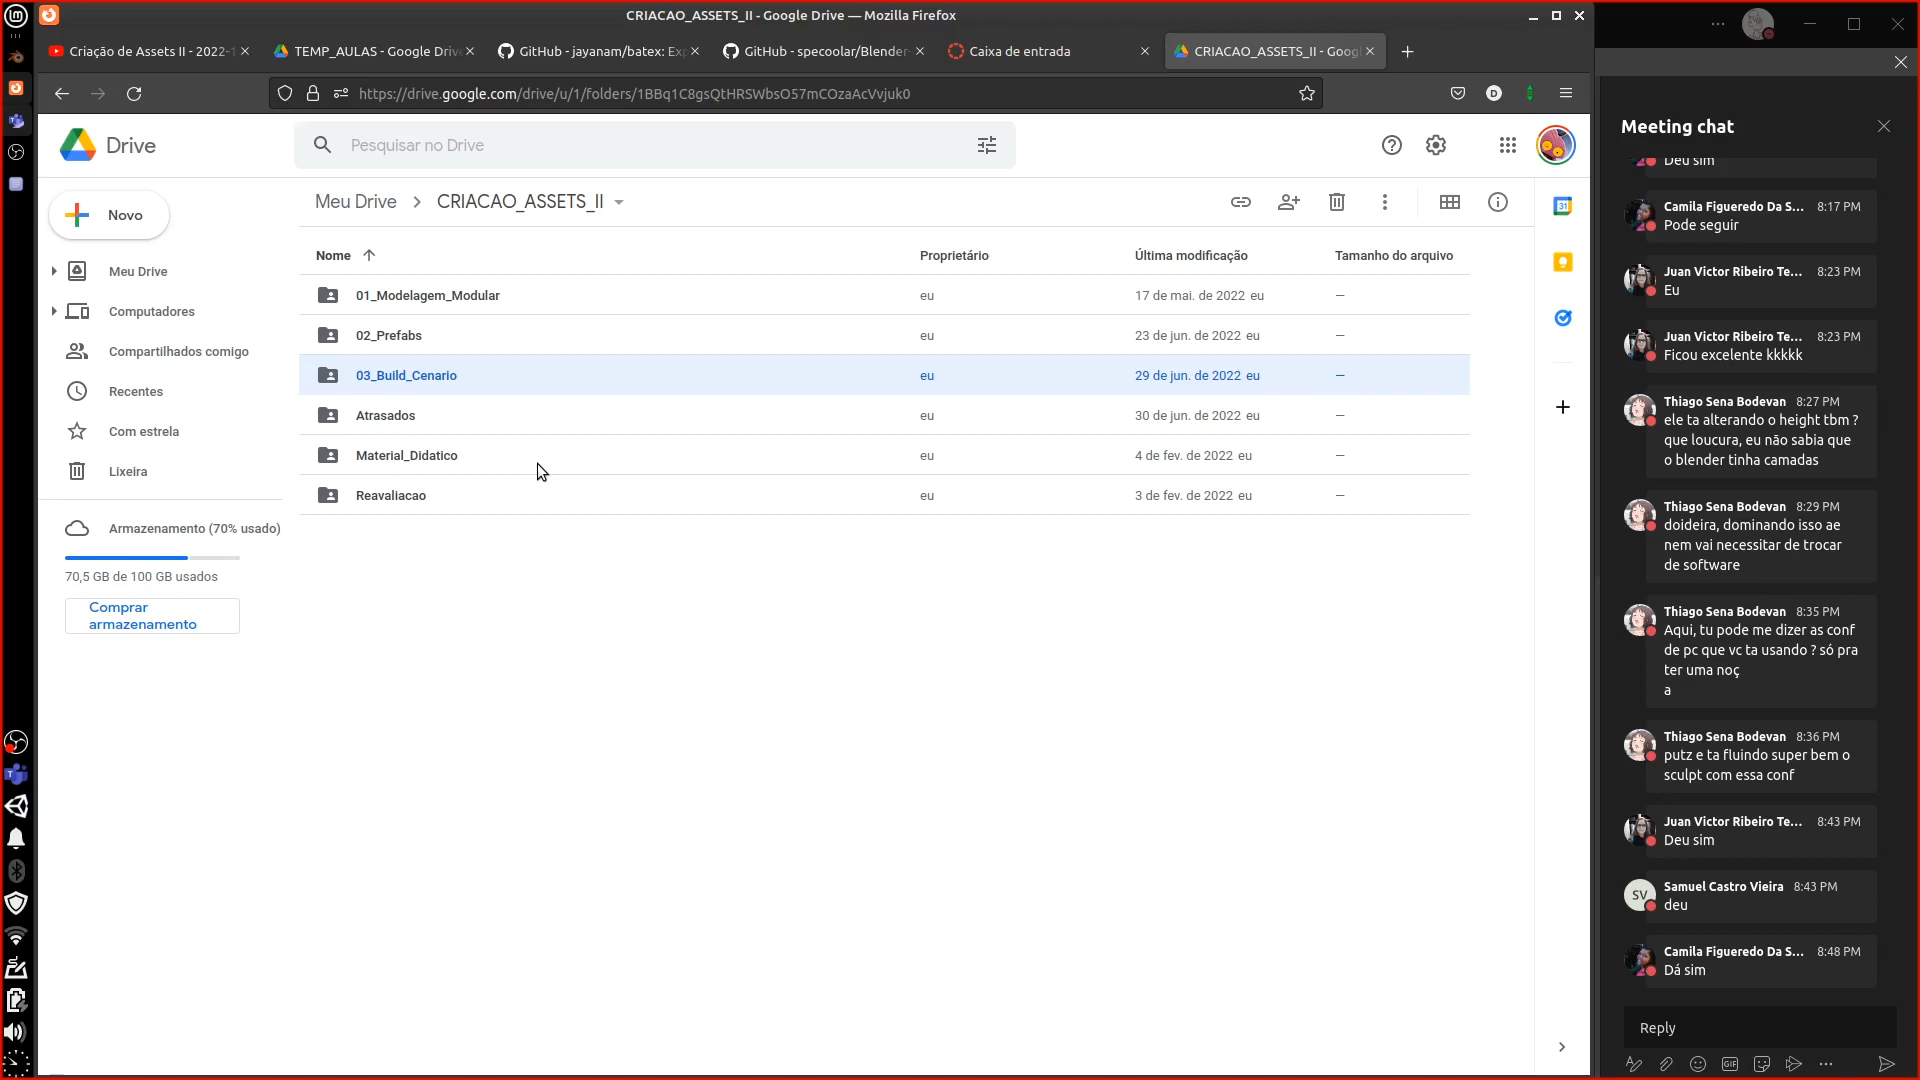 CRIACAO_ASSETS_II - Google Drive — Mozilla Firefox
Criação de Assets II - 2022-1
TEMP_AULAS - Google Drive
GitHub - jayanam/batex: Ex
GitHub - specoolar/Blender-
Caixa de entrada
CRIACAO_ASSETS_II - Goog
https://drive.google.com/drive/u/1/folders/1BBq1C8gsQtHRSWbsO57mCOzaAcVvjuk0
Drive
Pesquisar no Drive
Novo
Meu Drive
Computadores
Compartilhados comigo
Recentes
Com estrela
Lixeira
Armazenamento (70% usado)
70,5 GB de 100 GB usados
Comprar
armazenamento
Meu Drive > CRIACAO_ASSETS_II
Nome Proprietário Última modificação Tamanho do arquivo
01_Modelagem_Modular eu 17 de mai. de 2022 eu —
02_Prefabs eu 23 de jun. de 2022 eu —
03_Build_Cenario eu 29 de jun. de 2022 eu —
Atrasados eu 30 de jun. de 2022 eu —
Material_Didatico eu 4 de fev. de 2022 eu —
Reavaliacao eu 3 de fev. de 2022 eu —
31
Meeting chat
Deu sim
Camila Figueredo Da S... 8:17 PM
Pode seguir
Juan Victor Ribeiro Te... 8:23 PM
Eu
Juan Victor Ribeiro Te... 8:23 PM
Ficou excelente kkkkk
Thiago Sena Bodevan 8:27 PM
ele ta alterando o height tbm ?
que loucura, eu não sabia que
o blender tinha camadas
Thiago Sena Bodevan 8:29 PM
doideira, dominando isso ae
nem vai necessitar de trocar
de software
Thiago Sena Bodevan 8:35 PM
Aqui, tu pode me dizer as conf
de pc que vc ta usando ? só pra
ter uma noç
a
Thiago Sena Bodevan 8:36 PM
putz e ta fluindo super bem o
sculpt com essa conf
Juan Victor Ribeiro Te... 8:43 PM
Deu sim
SV
Samuel Castro Vieira 8:43 PM
deu
Camila Figueredo Da S... 8:48 PM
Dá sim
Reply
GIF